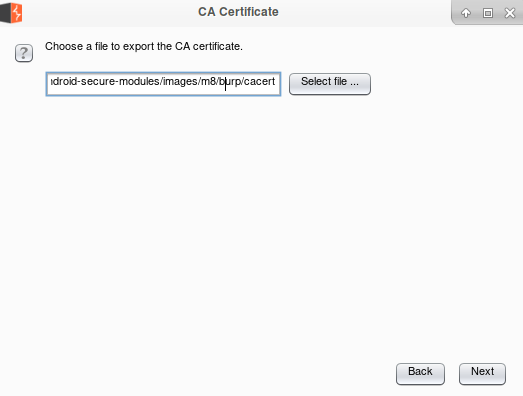 CA Certificate
?
Choose a file to export the CA certificate.
droid-secure-modules/images/m8/burp/cacert
Select file ...
Back
Next